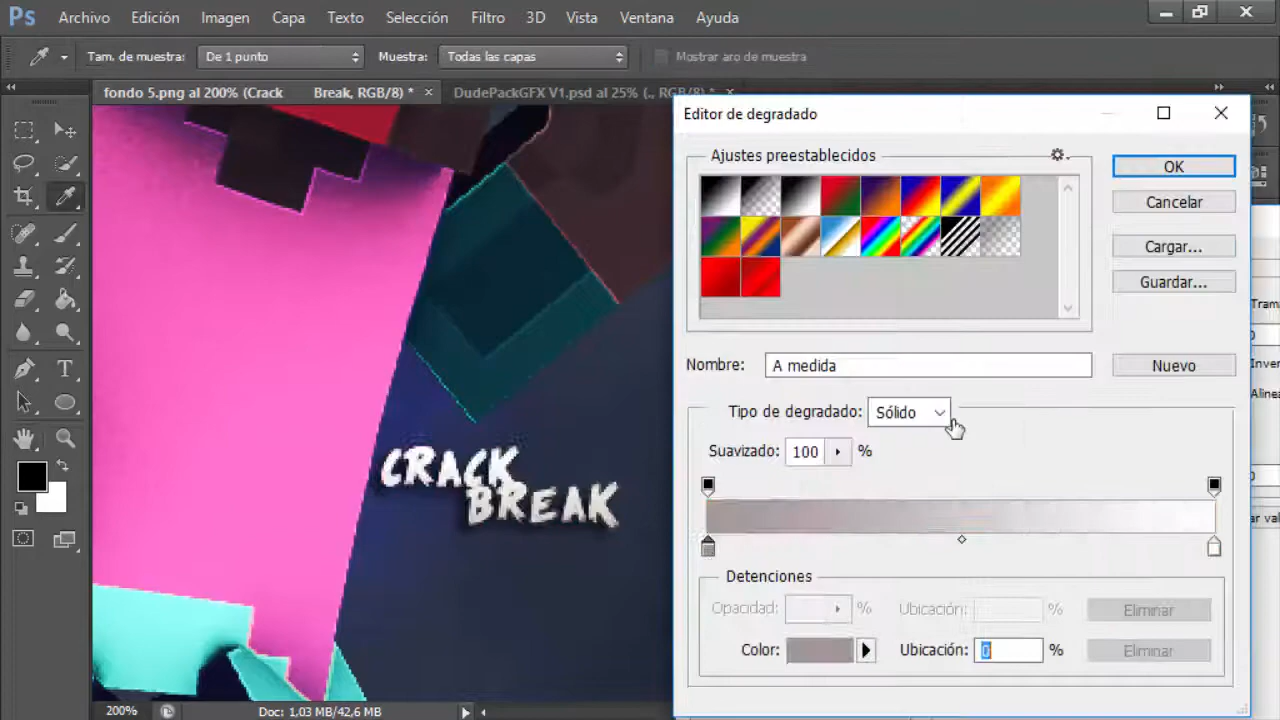 Ps Archivo Edición Imagen Capa Texto Selección Filtro 3D Vista Ventana Ayuda
Tam. de muestra: De 1 punto Muestra: Todas las capas Mostrar aro de muestra
fondo 5.png al 200% (Crack Break, RGB/8) * × DudePackGFX V1.psd al 25% (., RGB/8) * ×
Editor de degradado
Ajustes preestablecidos
OK
Cancelar
Cargar...
Guardar...
Nombre: A medida Nuevo
Tipo de degradado: Sólido
Suavizado: 100 %
CRACK
BREAK
Detenciones
Opacidad: % Ubicación: % Eliminar
Color: Ubicación: 0 % Eliminar
200% Doc: 1,03 MB/42,6 MB